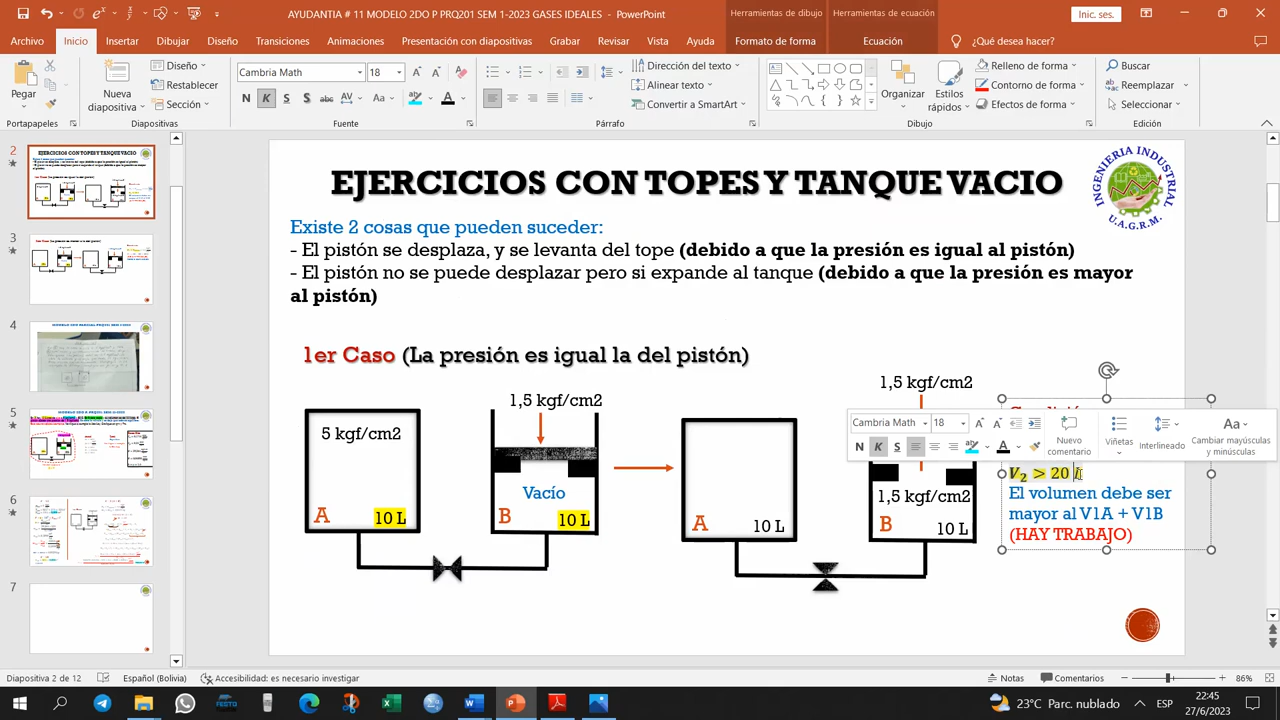 AYUDANTIA # 11 MODULO D P PRQ201 SEM 1-2023 GASES IDEALES - PowerPoint
Herramientas de dibujo
Herramientas de ecuación
Inic. ses.
Archivo Inicio Insertar Dibujar Diseño Transiciones Animaciones Presentación con diapositivas Grabar Revisar Vista Ayuda Formato de forma Ecuación ¿Qué desea hacer?
Pegar
Nueva diapositiva
Diseño
Restablecer
Sección
Cambria Math 18
N K S S abc AV Aa A
Dirección del texto
Alinear texto
Convertir a SmartArt
Organizar
Estilos rápidos
Relleno de forma
Contorno de forma
Efectos de forma
Buscar
Reemplazar
Seleccionar
Portapapeles Diapositivas Fuente Párrafo Dibujo Edición
2
4
6
7
EJERCICIOS CON TOPES Y TANQUE VACIO
INGENIERIA INDUSTRIAL
U.A.G.R.M.
Existe 2 cosas que pueden suceder:
- El pistón se desplaza, y se levanta del tope (debido a que la presión es igual al pistón)
- El pistón no se puede desplazar pero si expande al tanque (debido a que la presión es mayor
al pistón)
1er Caso (La presión es igual la del pistón)
1,5 kgf/cm2
5 kgf/cm2
A
10 L
Vacío
B
10 L
A
10 L
1,5 kgf/cm2
1,5 kgf/cm2
B
10 L
Cambria Math 18
N K S
Nuevo comentario
Viñetas
Interlineado
Cambiar mayúsculas y minúsculas
V₂ > 20 l
El volumen debe ser
mayor al V1A + V1B
(HAY TRABAJO)
Diapositiva 2 de 12
Español (Bolivia)
Accesibilidad: es necesario investigar
Notas
Comentarios
86%
FESTO
23°C Parc. nublado
ESP
22:45
27/6/2023